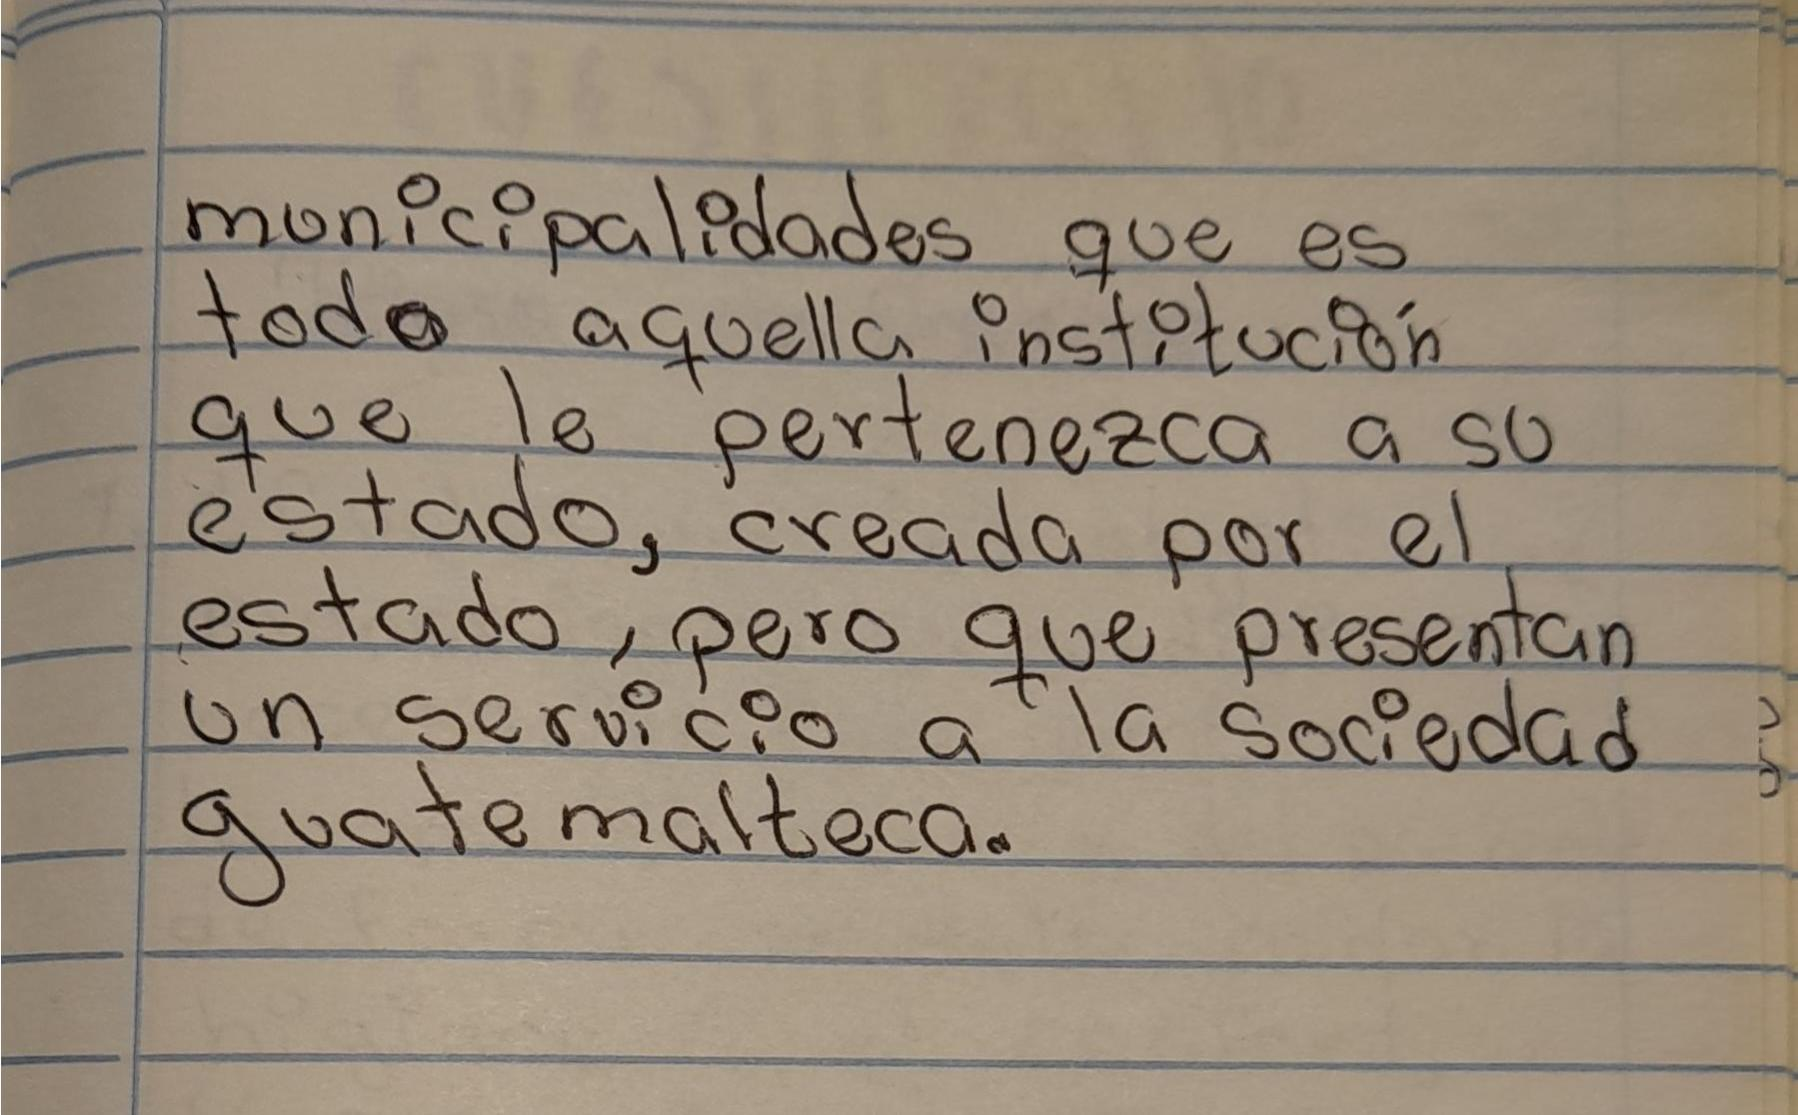 municipalidades que es
todo aquella institución
que le pertenezca a su
estado, creada por el
estado, pero que presentan
un servicio a la sociedad
guatemalteca.